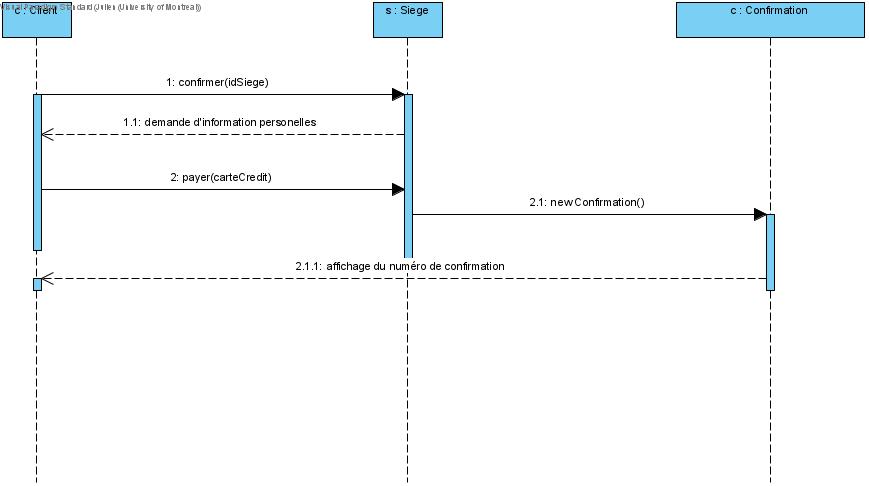 Visual Paradigm Standard (Julien (University of Montreal))
c : Client
s : Siege
c : Confirmation
1: confirmer(idSiege)
1.1: demande d'information personelles
2: payer(carteCredit)
2.1: newConfirmation()
2.1.1: affichage du numéro de confirmation